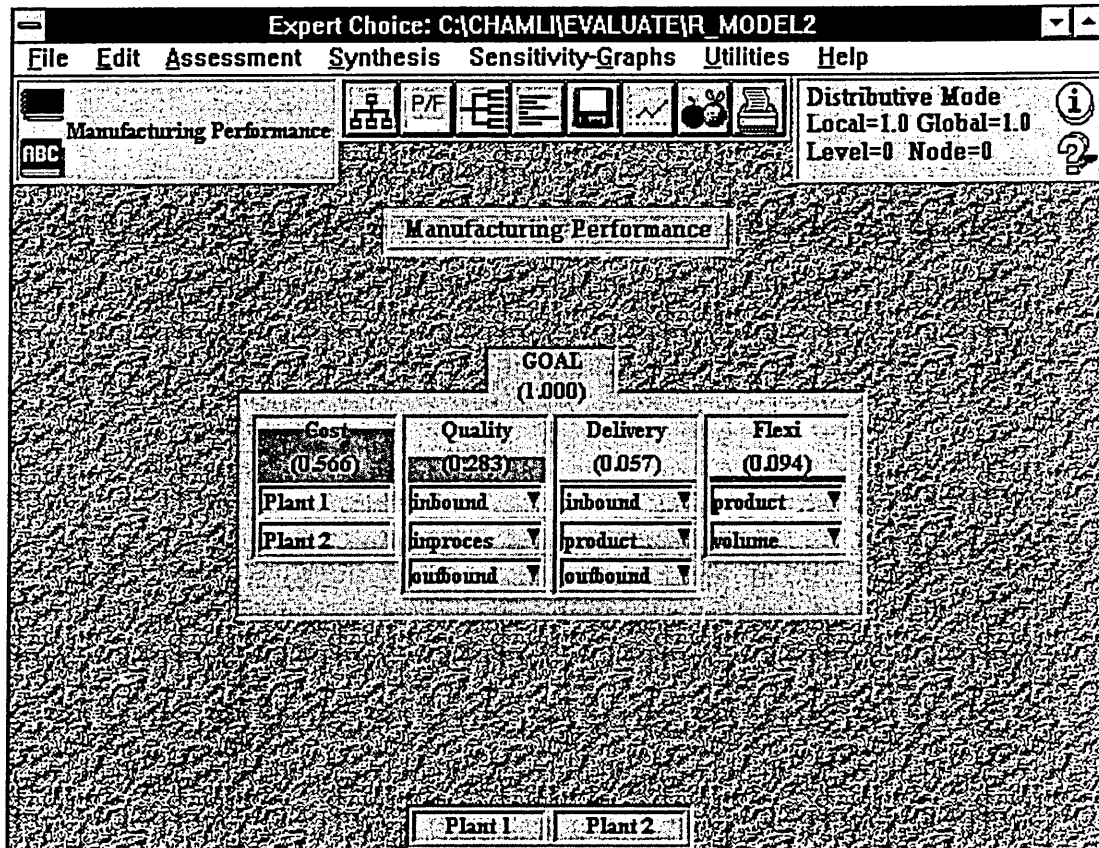 Expert Choice: C:\CHAMLI\EVALUATE\R_MODEL2
File Edit Assessment Synthesis Sensitivity-Graphs Utilities Help
ABC
Manufacturing Performance
P/F
Distributive Mode
Local=1.0 Global=1.0
Level=0 Node=0
Manufacturing Performance
GOAL
(1.000)
Cost Quality Delivery Flexi
(0.566) (0.283) (0.057) (0.094)
Plant 1 inbound inbound product
Plant 2 inproces product volume
outbound outbound
Plant 1 Plant 2